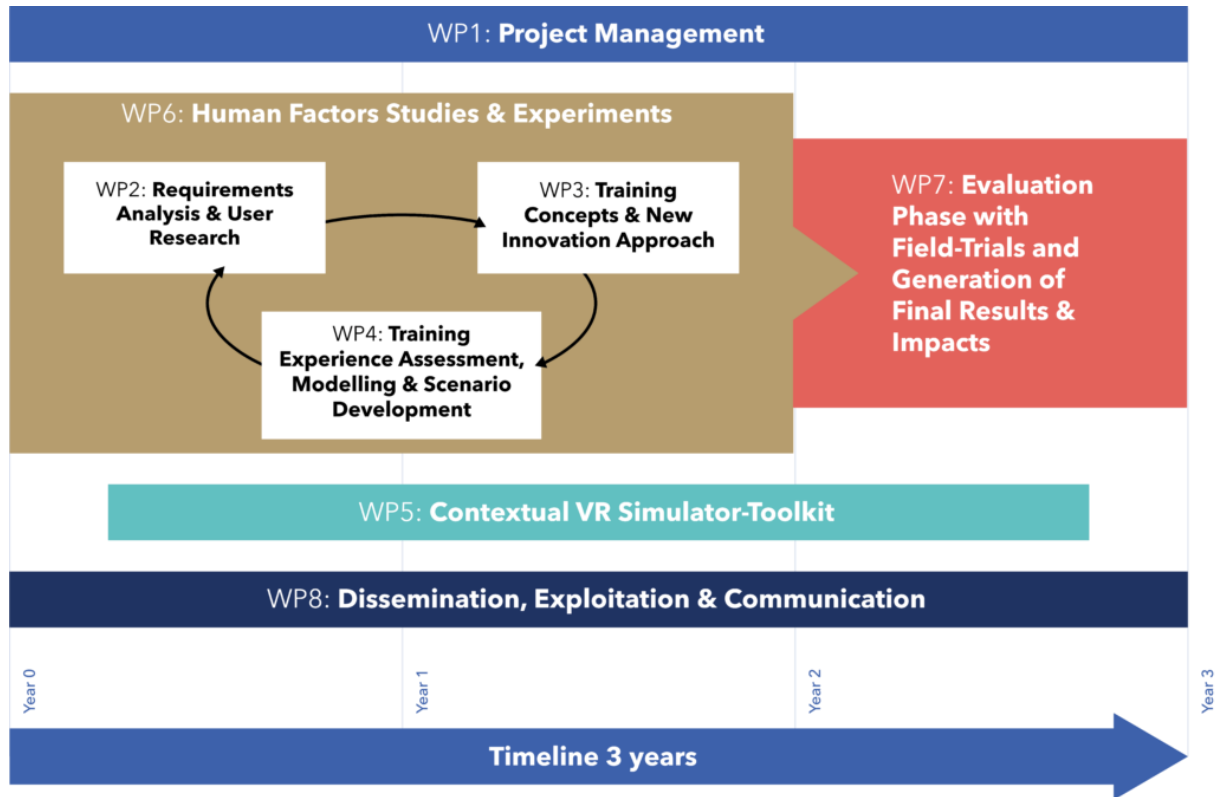 WP1: Project Management
WP6: Human Factors Studies & Experiments
WP2: Requirements
Analysis & User
Research
WP3: Training
Concepts & New
Innovation Approach
WP4: Training
Experience Assessment,
Modelling & Scenario
Development
WP7: Evaluation
Phase with
Field-Trials and
Generation of
Final Results &
Impacts
WP5: Contextual VR Simulator-Toolkit
WP8: Dissemination, Exploitation & Communication
Year 0
Year 1
Year 2
Year 3
Timeline 3 years